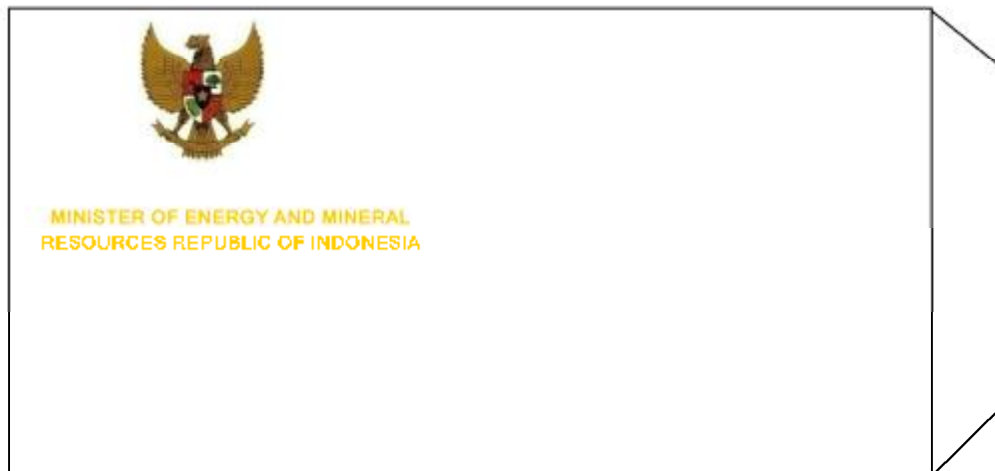 MINISTER OF ENERGY AND MINERAL
RESOURCES REPUBLIC OF INDONESIA